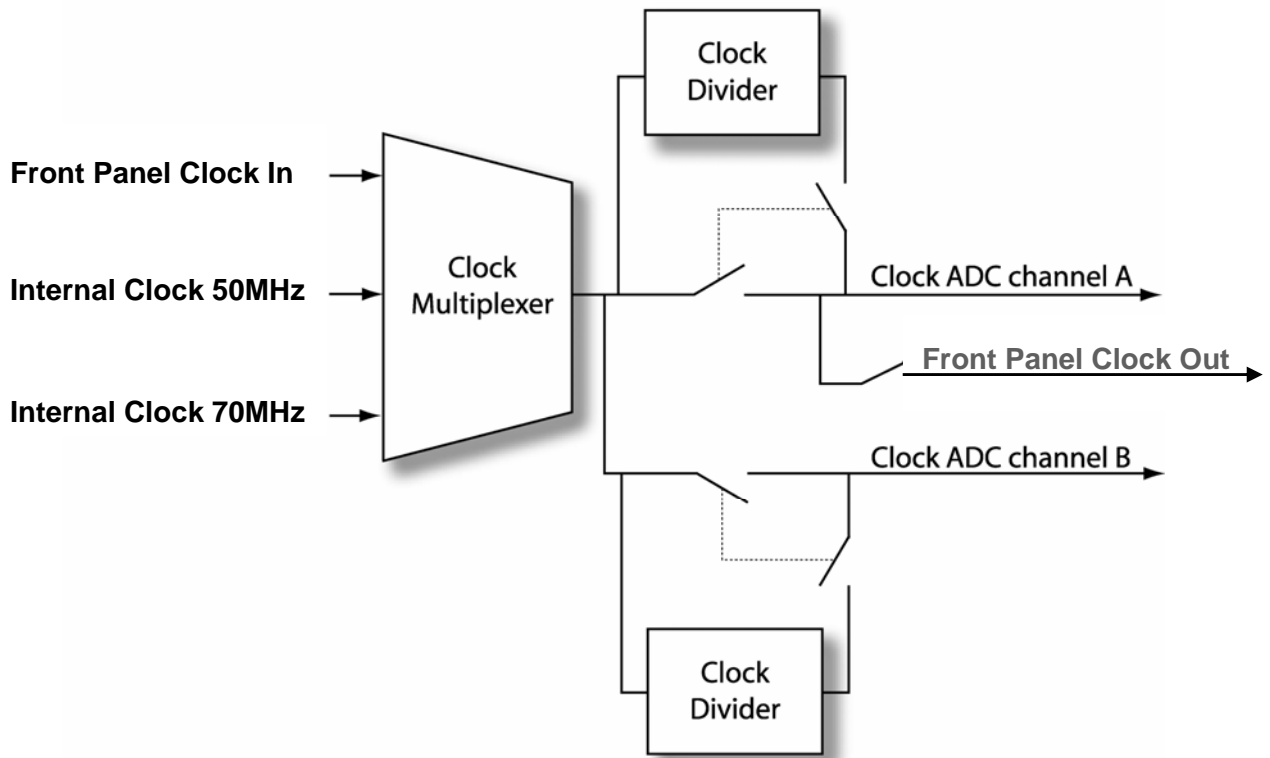 Clock
Divider
Front Panel Clock In
Internal Clock 50MHz
Internal Clock 70MHz
Clock
Multiplexer
Clock ADC channel A
Front Panel Clock Out
Clock ADC channel B
Clock
Divider